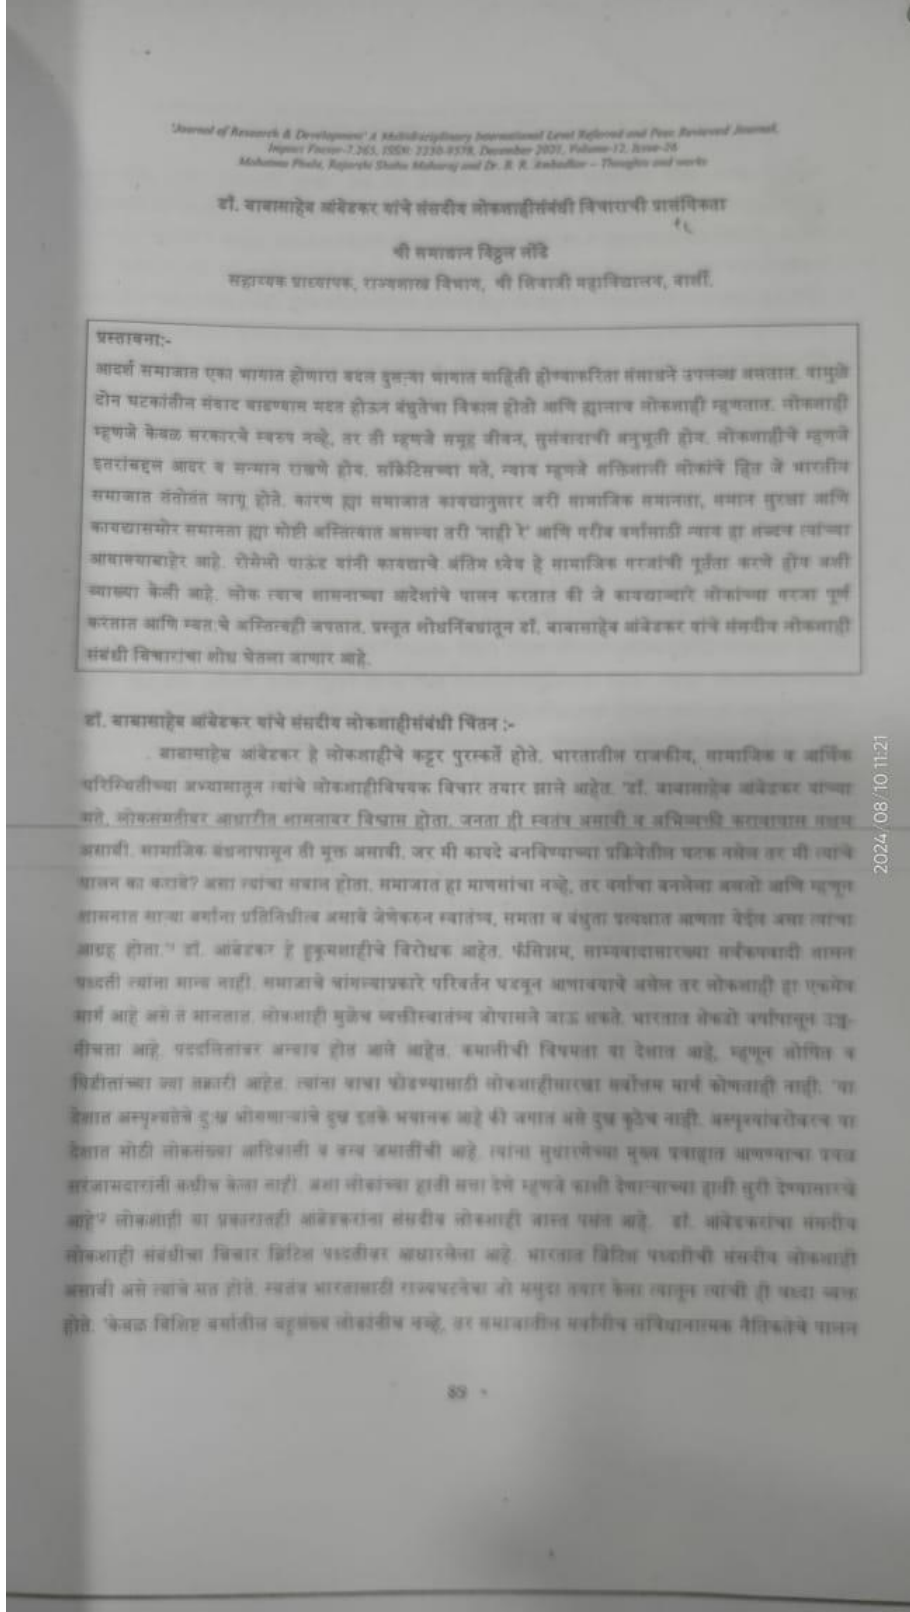 'Journal of Research & Development' A Multidisciplinary International Level Referred and Peer Reviewed Journal,
Impact Factor-7.265, ISSN: 2230-9578, December 2021, Volume-12, Issue-26
Mahatma Phule, Rajarshi Shahu Maharaj and Dr. B. R. Ambedkar – Thoughts and works
डॉ. बाबासाहेब आंबेडकर यांचे संसदीय लोकशाहीसंबंधी विचाराची प्रासंगिकता
श्री समाधान विठ्ठल लोंढे
सहाय्यक प्राध्यापक, राज्यशास्त्र विभाग, श्री शिवाजी महाविद्यालय, बार्शी.
प्रस्तावना:-
आदर्श समाजात एका भागात होणारा बदल दुसऱ्या भागात माहिती होण्याकरिता संसाधने उपलब्ध असतात. यामुळे
दोन घटकांतील संवाद वाढण्यास मदत होऊन बंधुतेचा विकास होतो आणि ह्यालाच लोकशाही म्हणतात. लोकशाही
म्हणजे केवळ सरकारचे स्वरुप नव्हे, तर ती म्हणजे समूह जीवन, सुसंवादाची अनुभूती होय. लोकशाहीचे म्हणजे
इतरांबद्दल आदर व सन्मान राखणे होय. सॉक्रेटिसच्या मते, न्याय म्हणजे शक्तिशाली लोकांचे हित जे भारतीय
समाजात तंतोतंत लागू होते. कारण ह्या समाजात कायद्यानुसार जरी सामाजिक समानता, समान सुरक्षा आणि
कायद्यासमोर समानता ह्या गोष्टी अस्तित्वात असल्या तरी 'नाही रे' आणि गरीब वर्गासाठी न्याय हा शब्दच त्यांच्या
आवाक्याबाहेर आहे. रोस्को पाऊंड यांनी कायद्याचे अंतिम ध्येय हे सामाजिक गरजांची पूर्तता करणे होय अशी
व्याख्या केली आहे. लोक त्याच शासनाच्या आदेशांचे पालन करतात की जे कायद्याव्दारे लोकांच्या गरजा पूर्ण
करतात आणि स्वत:चे अस्तित्वही जपतात. प्रस्तूत शोधनिबंधातून डॉ. बाबासाहेब आंबेडकर यांचे संसदीय लोकशाही
संबंधी विचारांचा शोध घेतला जाणार आहे.
डॉ. बाबासाहेब आंबेडकर यांचे संसदीय लोकशाहीसंबंधी चिंतन :-
बाबासाहेब आंबेडकर हे लोकशाहीचे कट्टर पुरस्कर्ते होते. भारतातील राजकीय, सामाजिक व आर्थिक
परिस्थितीच्या अभ्यासातून त्यांचे लोकशाहीविषयक विचार तयार झाले आहेत. 'डॉ. बाबासाहेब आंबेडकर यांच्या
मते, लोकसंमतीवर आधारीत शासनावर विश्वास होता. जनता ही स्वतंत्र असावी व अभिव्यक्ती करावयास सक्षम
असावी. सामाजिक बंधनापासून ती मुक्त असावी. जर मी कायदे बनविण्याच्या प्रक्रियेतील घटक नसेल तर मी त्यांचे
पालन का करावे? असा त्यांचा सवाल होता. समाजात हा माणसांचा नव्हे, तर वर्गाचा बनलेला असतो आणि म्हणून
शासनात साऱ्या वर्गांना प्रतिनिधीत्व असावे जेणेकरुन स्वातंत्र्य, समता व बंधुता प्रत्यक्षात आणता येईल असा त्यांचा
आग्रह होता.'' डॉ. आंबेडकर हे हुकूमशाहीचे विरोधक आहेत. फॅसिझम, साम्यवादासारख्या सर्वंकषवादी शासन
पध्दती त्यांना मान्य नाही. समाजाचे चांगल्याप्रकारे परिवर्तन घडवून आणावयाचे असेल तर लोकशाही हा एकमेव
मार्ग आहे असे ते मानतात. लोकशाही मुळेच व्यक्तीस्वातंत्र्य जोपासले जाऊ शकते. भारतात शेकडो वर्षांपासून उच्च-
नीचता आहे. पददलितांवर अन्याय होत आले आहेत. कमालीची विषमता या देशात आहे, म्हणून शोषित व
पिडीतांच्या ज्या तक्रारी आहेत. त्यांना वाचा फोडण्यासाठी लोकशाहीसारखा सर्वोत्तम मार्ग कोणताही नाही. 'या
देशात अस्पृश्यतेचे दु:ख भोगणाऱ्यांचे दुख इतके भयानक आहे की जगात असे दुख कुठेच नाही. अस्पृश्यांबरोबरच या
देशात मोठी लोकसंख्या आदिवासी व वन्य जमातींची आहे. त्यांना सुधारणेच्या मुख्य प्रवाहात आणण्याचा प्रयत्न
सरंजामदारांनी कधीच केला नाही. अशा लोकांच्या हाती सत्ता देणे म्हणजे फाशी देणाऱ्याच्या हाती सुरी देण्यासारखे
आहे' लोकशाही या प्रकारातही आंबेडकरांना संसदीय लोकशाही जास्त पसंत आहे. डॉ. आंबेडकरांचा संसदीय
लोकशाही संबंधीचा विचार ब्रिटिश पध्दतीवर आधारलेला आहे. भारतात ब्रिटिश पध्दतीची संसदीय लोकशाही
असावी असे त्यांचे मत होते. स्वतंत्र भारतासाठी राज्यघटनेचा जो मसुदा तयार केला त्यातून त्यांची ही श्रध्दा व्यक्त
होते. 'केवळ विशिष्ट वर्गातील बहुसंख्य लोकांनीच नव्हे, तर समाजातील सर्वांनीच संविधानात्मक नैतिकतेचे पालन
89
2024/08/10 11:21